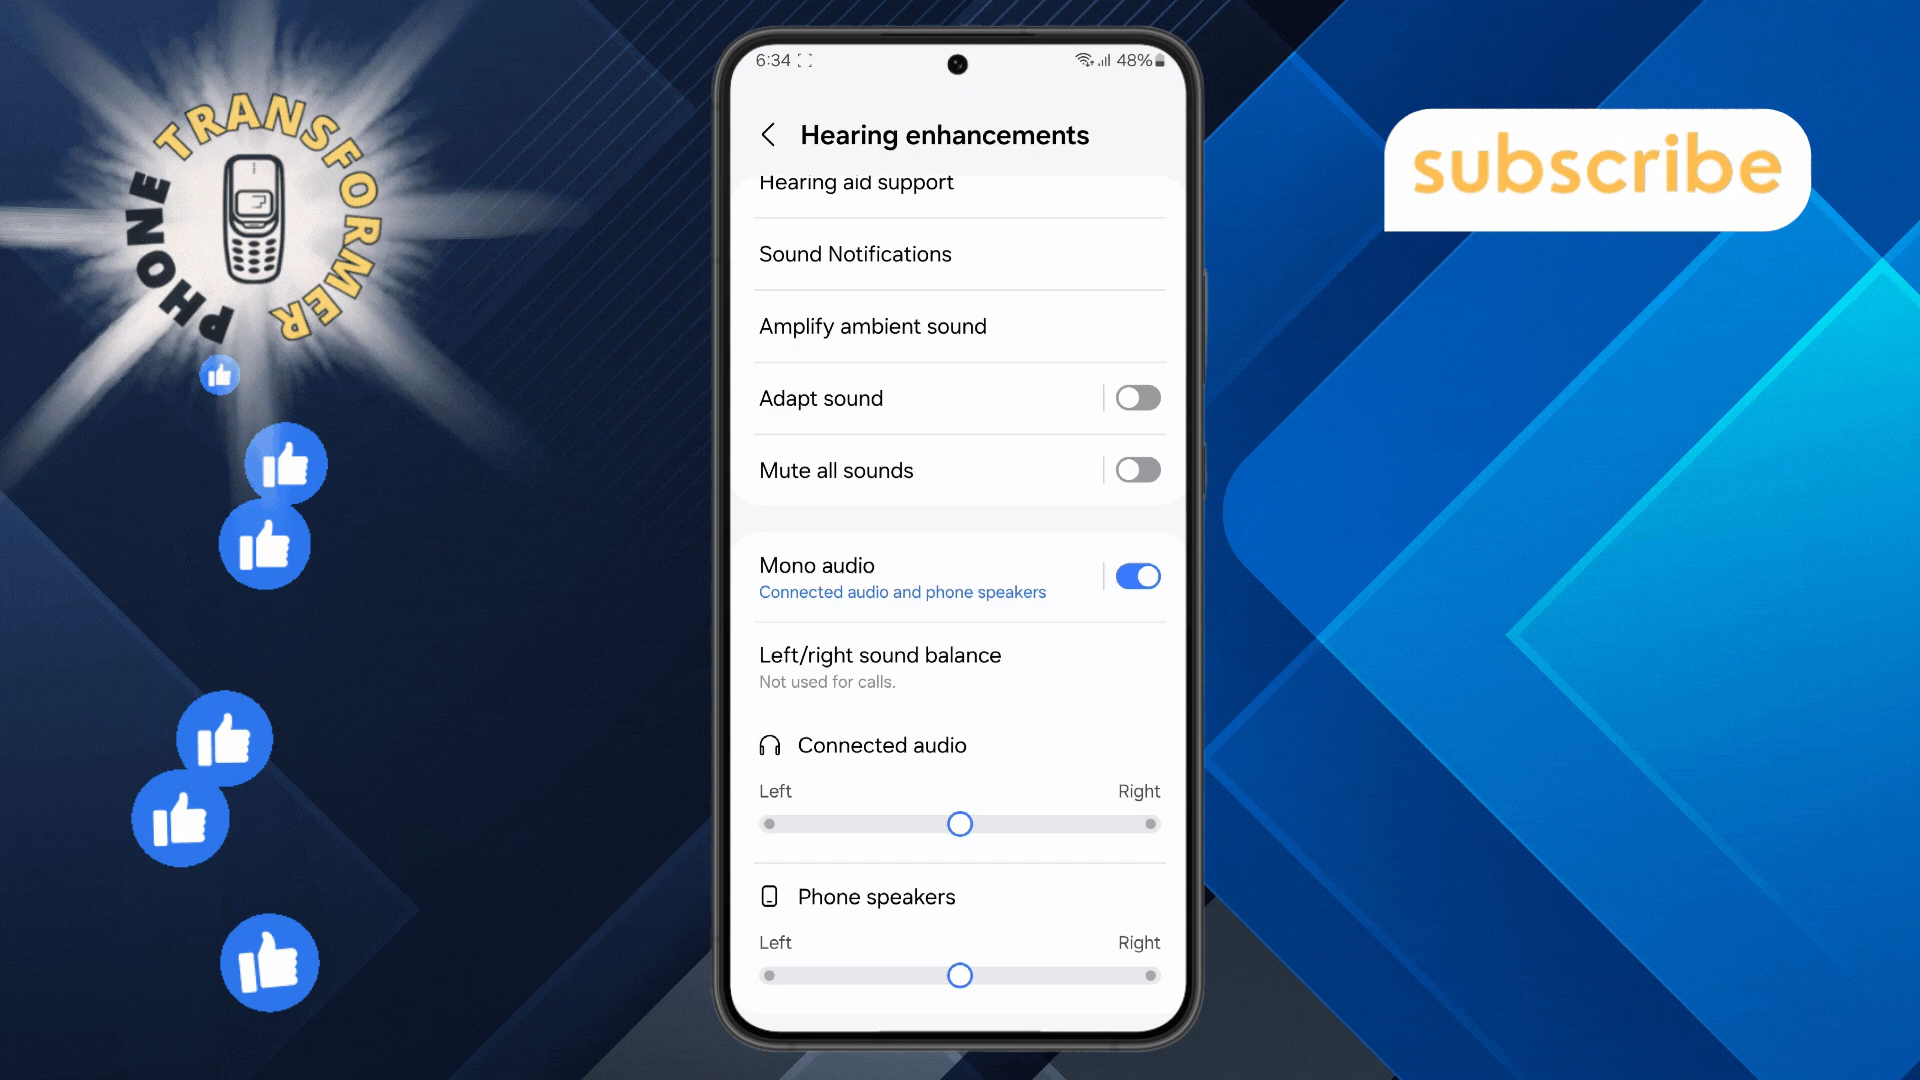 PHONE TRANSFORMER
subscribe
6:34
48%
Hearing enhancements
Hearing aid support
Sound Notifications
Amplify ambient sound
Adapt sound
Mute all sounds
Mono audio
Connected audio and phone speakers
Left/right sound balance
Not used for calls.
Connected audio
Left Right
Phone speakers
Left Right